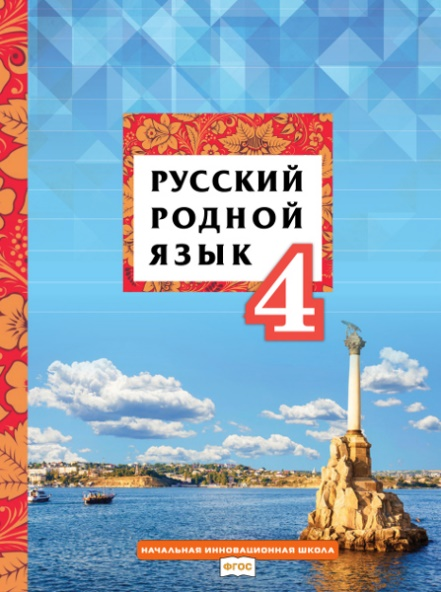 РУССКИЙ
РОДНОЙ
ЯЗЫК
4
НАЧАЛЬНАЯ ИННОВАЦИОННАЯ ШКОЛА
ФГОС